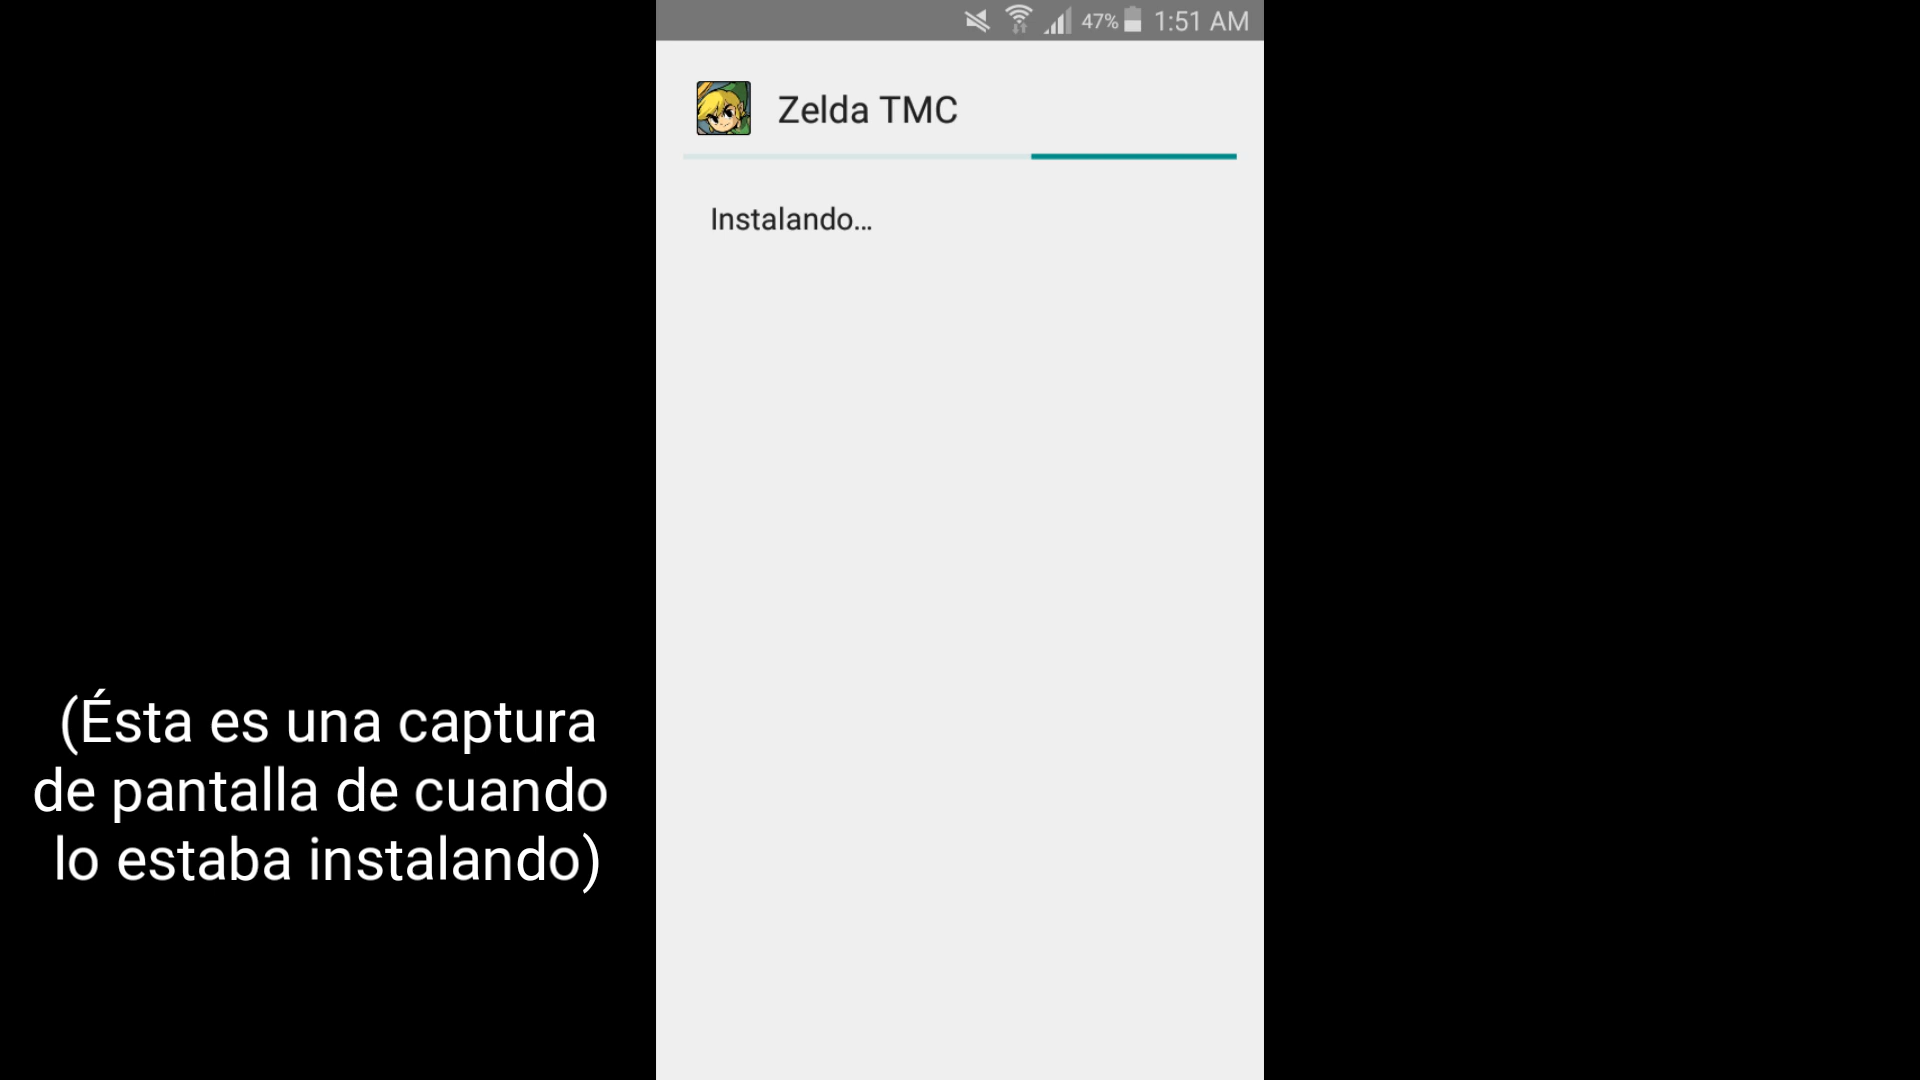 47% 1:51 AM
Zelda TMC
Instalando...
(Ésta es una captura
de pantalla de cuando
lo estaba instalando)